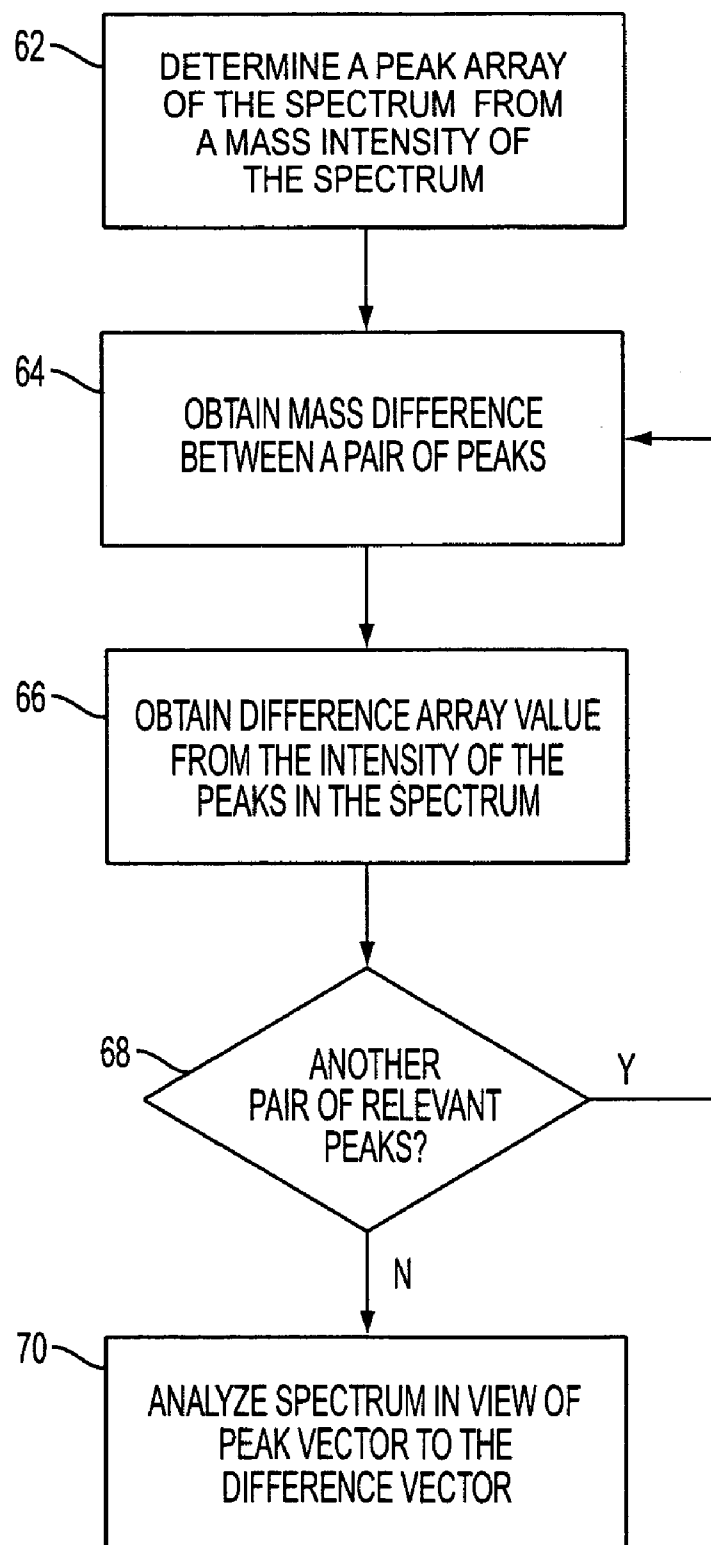 62
DETERMINE A PEAK ARRAY
OF THE SPECTRUM FROM
A MASS INTENSITY OF
THE SPECTRUM
64
OBTAIN MASS DIFFERENCE
BETWEEN A PAIR OF PEAKS
66
OBTAIN DIFFERENCE ARRAY VALUE
FROM THE INTENSITY OF THE
PEAKS IN THE SPECTRUM
68
ANOTHER
PAIR OF RELEVANT
PEAKS?
Y
N
70
ANALYZE SPECTRUM IN VIEW OF
PEAK VECTOR TO THE
DIFFERENCE VECTOR